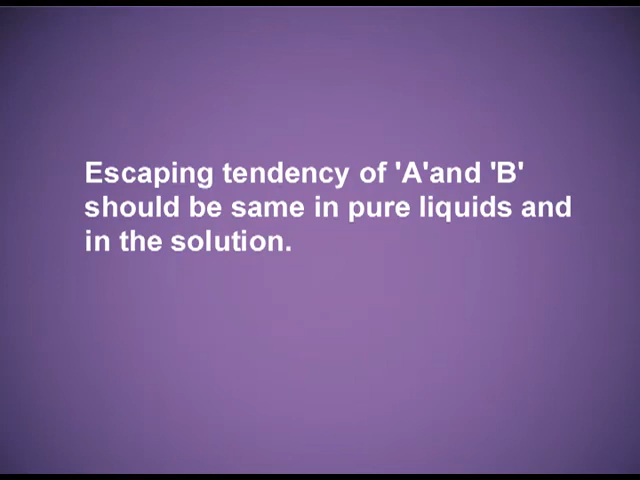 Escaping tendency of 'A'and 'B'
should be same in pure liquids and
in the solution.